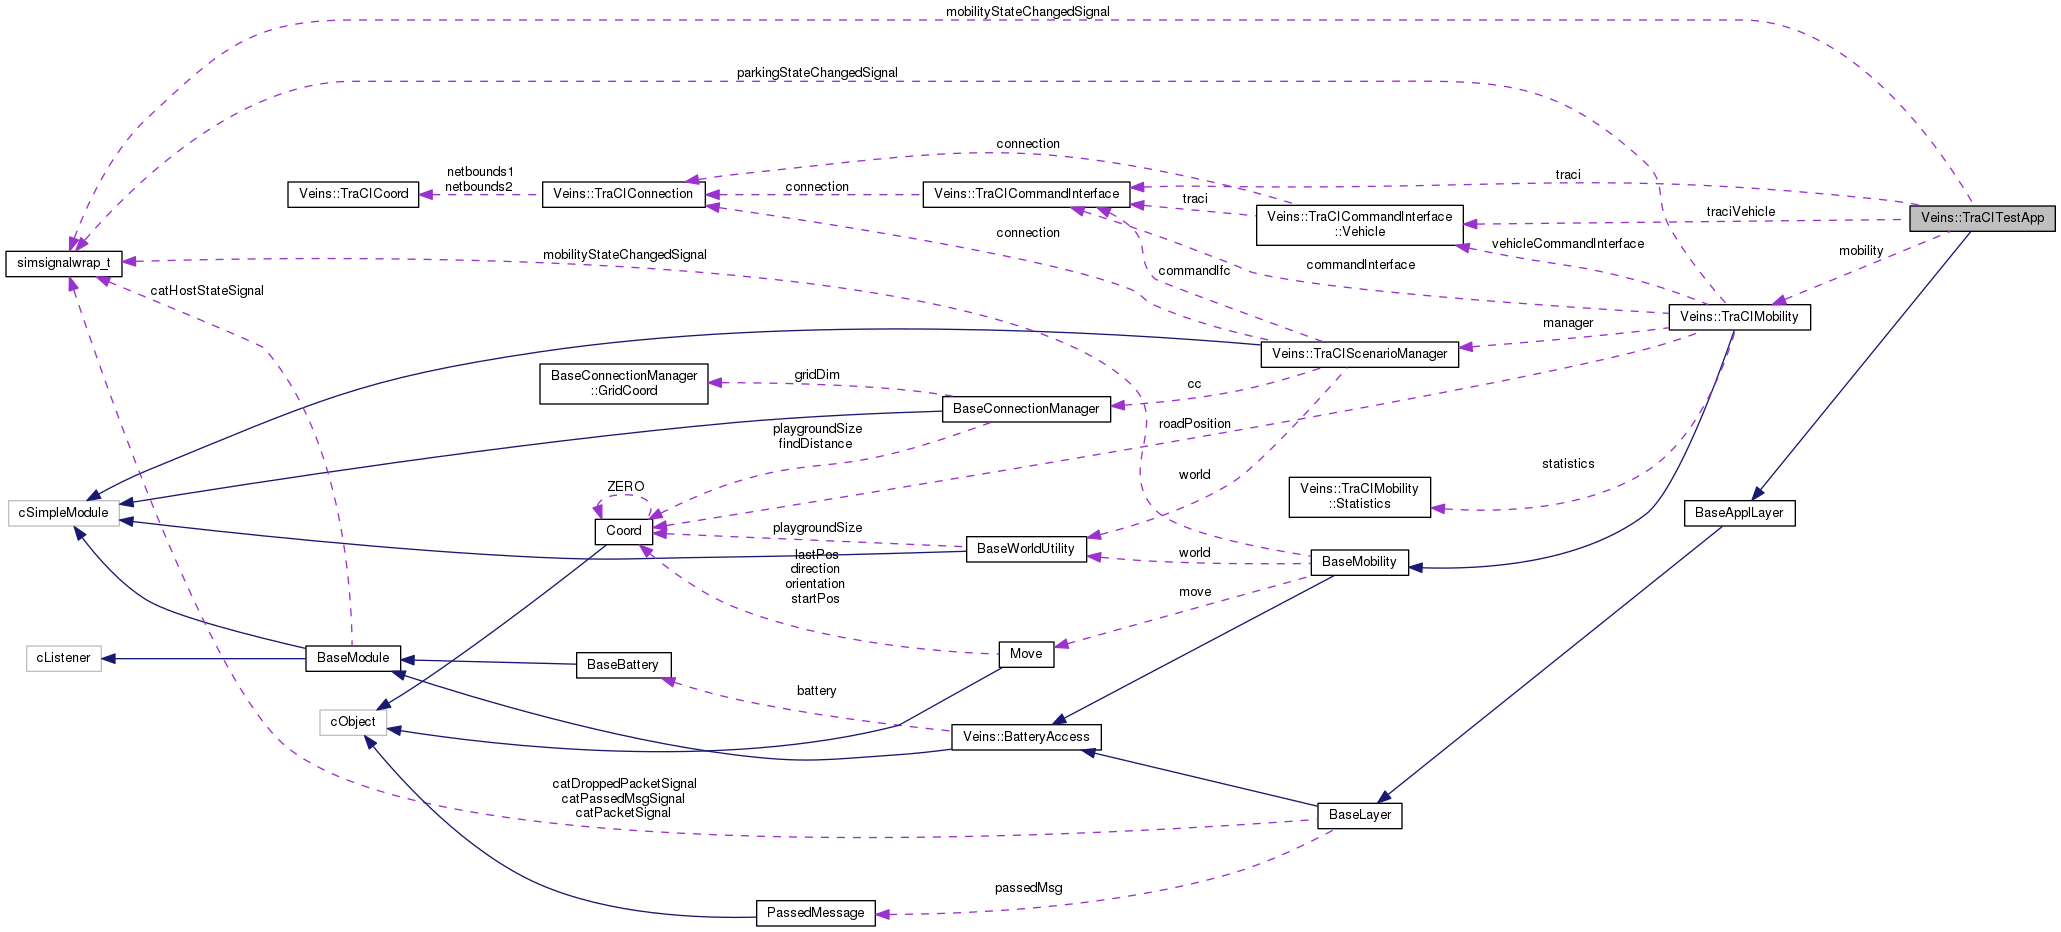 mobilityStateChangedSignal
parkingStateChangedSignal
connection
netbounds1
netbounds2
Veins::TraCICoord
Veins::TraCIConnection
connection
Veins::TraCICommandInterface
traci
traci
Veins::TraCICommandInterface
::Vehicle
traciVehicle
Veins::TraCITestApp
connection
vehicleCommandInterface
mobility
simsignalwrap_t
mobilityStateChangedSignal
commandIfc
commandInterface
catHostStateSignal
Veins::TraCIMobility
manager
Veins::TraCIScenarioManager
BaseConnectionManager
::GridCoord
gridDim
cc
BaseConnectionManager
playgroundSize
findDistance
roadPosition
statistics
world
ZERO
Veins::TraCIMobility
::Statistics
cSimpleModule
BaseApplLayer
Coord
playgroundSize
BaseWorldUtility
world
BaseMobility
lastPos
direction
orientation
startPos
move
cListener
BaseModule
BaseBattery
Move
battery
cObject
Veins::BatteryAccess
catDroppedPacketSignal
catPassedMsgSignal
catPacketSignal
BaseLayer
passedMsg
PassedMessage